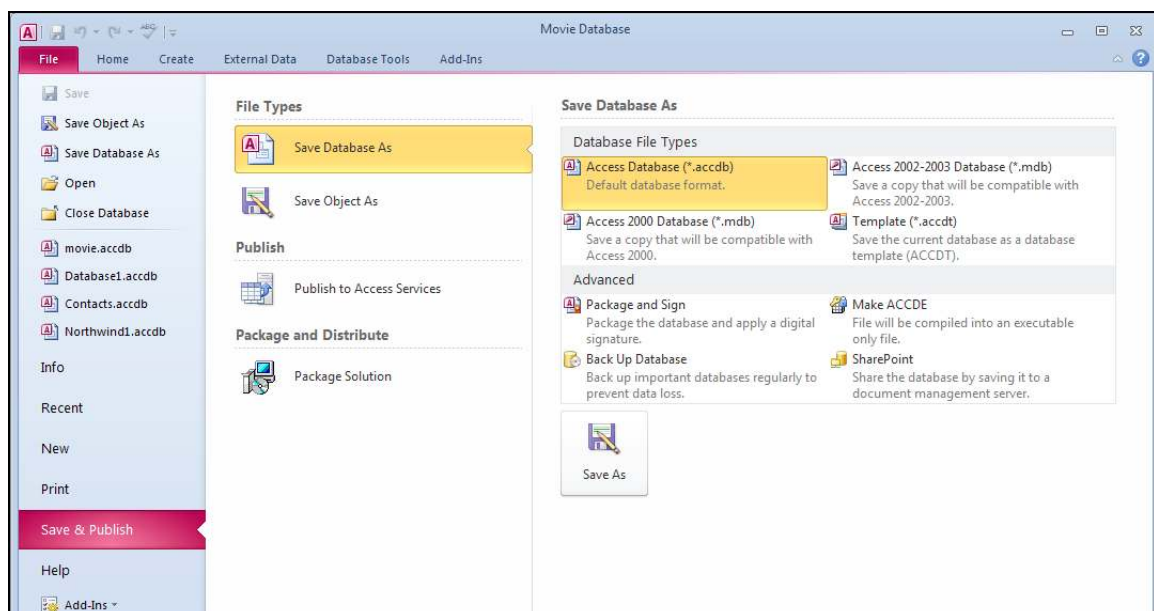 Movie Database
File Home Create External Data Database Tools Add-Ins
Save
Save Object As
Save Database As
Open
Close Database
movie.accdb
Database1.accdb
Contacts.accdb
Northwind1.accdb
Info
Recent
New
Print
Save & Publish
Help
Add-Ins
File Types
Save Database As
Save Object As
Publish
Publish to Access Services
Package and Distribute
Package Solution
Save Database As
Database File Types
Access Database (*.accdb)
Default database format.
Access 2002-2003 Database (*.mdb)
Save a copy that will be compatible with
Access 2002-2003.
Access 2000 Database (*.mdb)
Save a copy that will be compatible with
Access 2000.
Template (*.accdt)
Save the current database as a database
template (ACCDT).
Advanced
Package and Sign
Package the database and apply a digital
signature.
Make ACCDE
File will be compiled into an executable
only file.
Back Up Database
Back up important databases regularly to
prevent data loss.
SharePoint
Share the database by saving it to a
document management server.
Save As